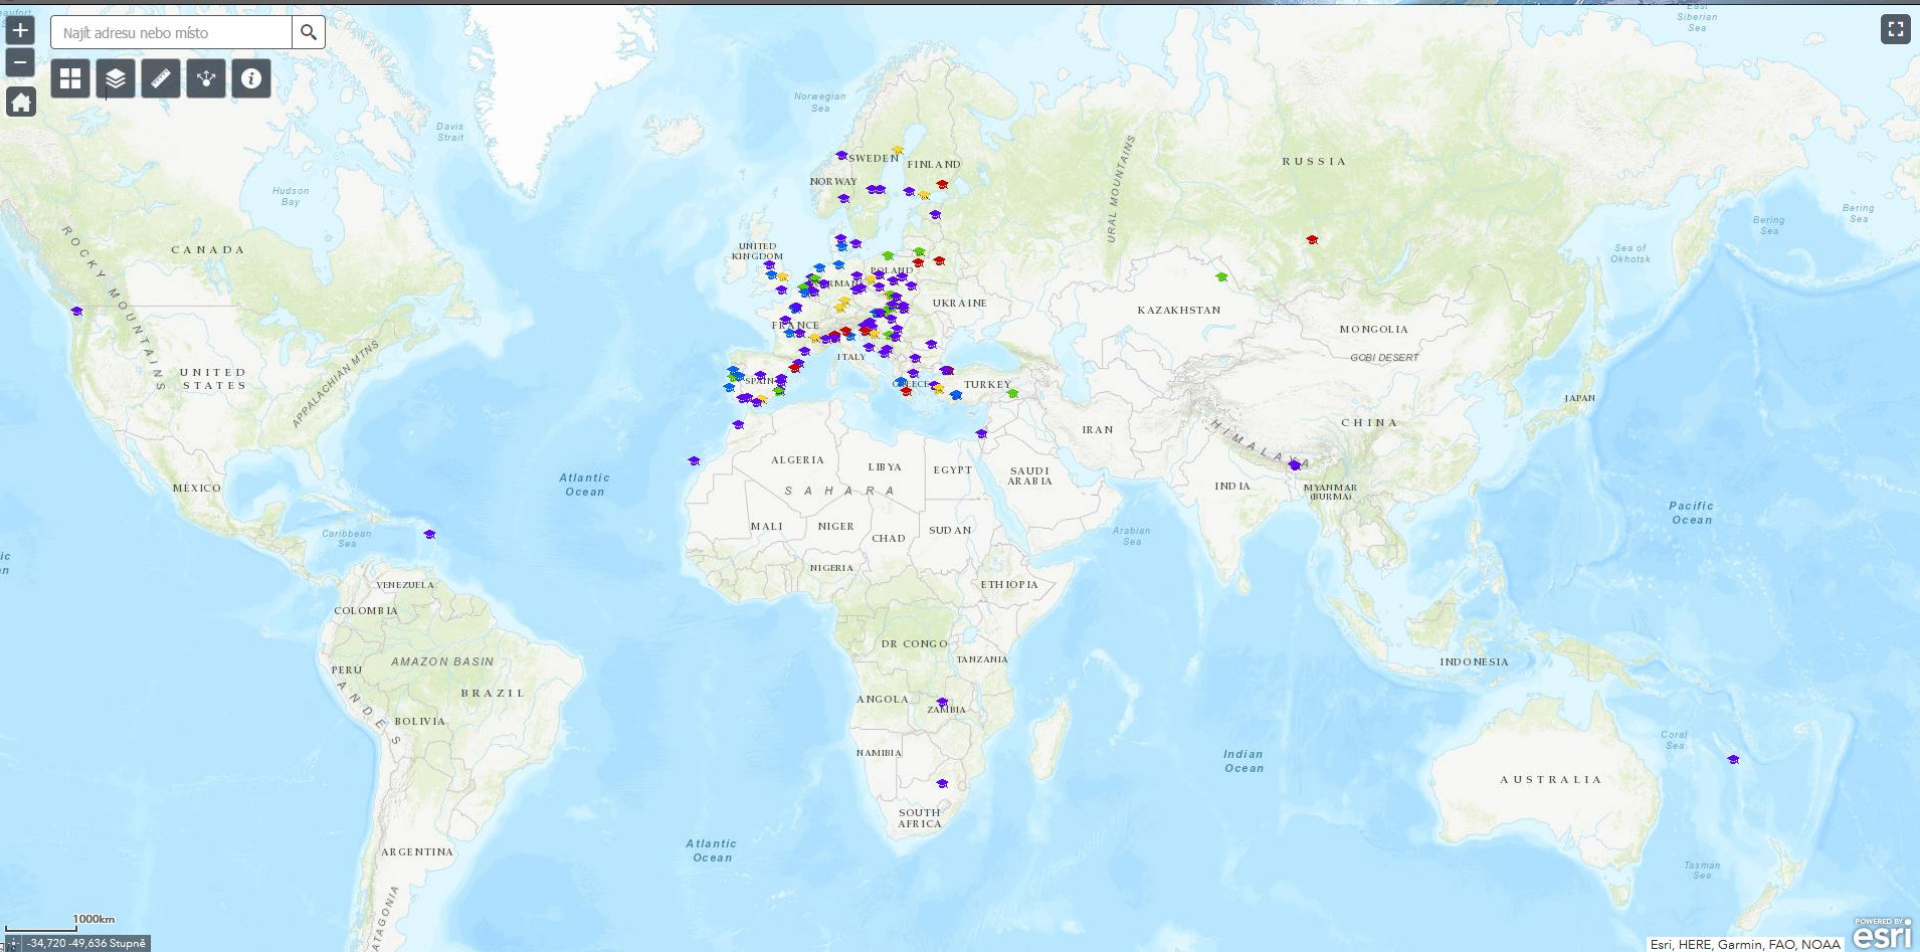 East
Siberian
Sea
Najít adresu nebo místo
Norwegian
Sea
Davis
Strait
SWEDEN
FINLAND
RUSSIA
NORWAY
Hudson
Bay
URAL MOUNTAINS
Bering
Sea
Bering
Sea
ROCKY MOUNTAINS
CANADA
UNITED
KINGDOM
Sea of
Okhotsk
POLAND
UKRAINE
KAZAKHSTAN
FRANCE
MONGOLIA
ITALY
GOBI DESERT
UNITED
STATES
APPALACHIAN MTNS
SPAIN
GREECE
TURKEY
JAPAN
CHINA
IRAN
HIMALAYA
ALGERIA
LIBYA
EGYPT
SAUDI
ARABIA
Atlantic
Ocean
MÉXICO
SAHARA
INDIA
MYANMAR
(BURMA)
Pacific
Ocean
MALI
NIGER
CHAD
SUDAN
Arabian
Sea
Caribbean
Sea
NIGERIA
ETHIOPIA
VENEZUELA
COLOMBIA
DR CONGO
TANZANIA
INDONESIA
AMAZON BASIN
PERU
BRAZIL
ANDES
ANGOLA
ZAMBIA
BOLIVIA
NAMIBIA
Indian
Ocean
Coral
Sea
AUSTRALIA
SOUTH
AFRICA
Atlantic
Ocean
ARGENTINA
Tasman
Sea
1000km
-34,720 -49,636 Stupně
POWERED BY
esri
Esri, HERE, Garmin, FAO, NOAA